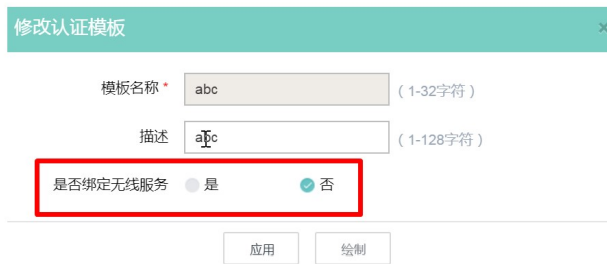 修改认证模板
模板名称 * abc (1-32字符)
描述 abc (1-128字符)
是否绑定无线服务 是 否
应用 绘制